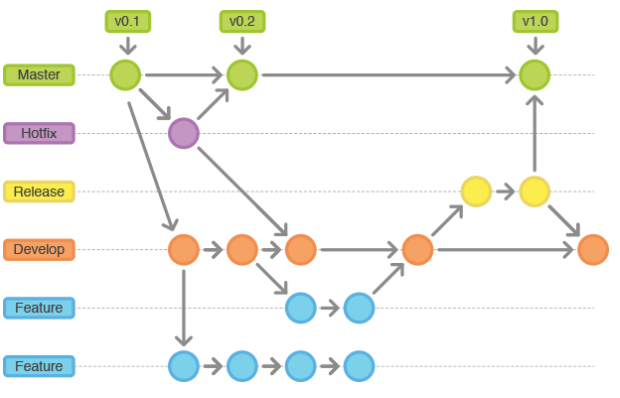 v0.1
v0.2
v1.0
Master
Hotfix
Release
Develop
Feature
Feature